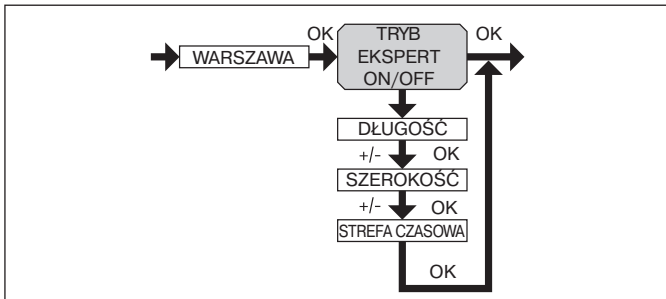 OK
TRYB
EKSPERT
ON/OFF
OK
WARSZAWA
DŁUGOŚĆ
+/- OK
SZEROKOŚĆ
+/- OK
STREFA CZASOWA
OK